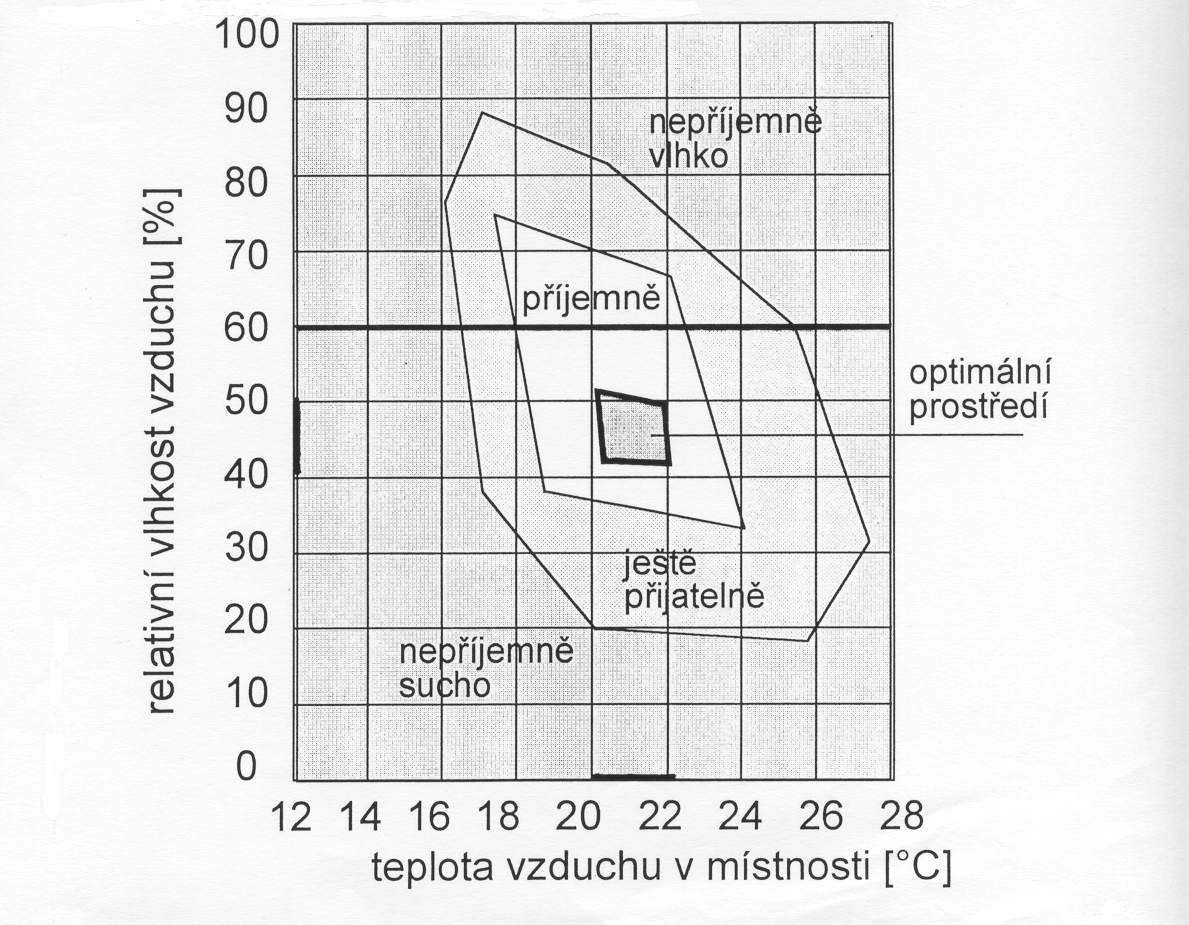 100
90
nepříjemně
vlhko
80
70
příjemně
60
optimální
prostředí
50
40
30
ještě
přijatelně
20
nepříjemně
sucho
10
0
relativní vlhkost vzduchu [%]
12 14 16 18 20 22 24 26 28
teplota vzduchu v místnosti [°C]